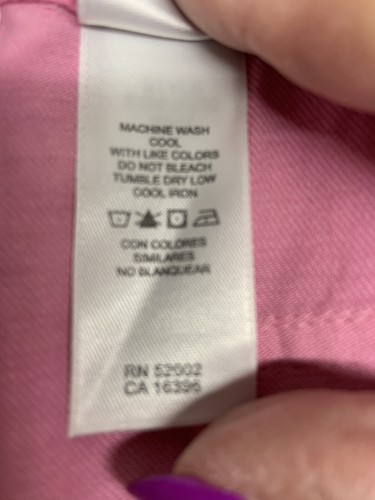 MACHINE WASH
COOL
WITH LIKE COLORS
DO NOT BLEACH
TUMBLE DRY LOW
COOL IRON
CON COLORES
SIMILARES
NO BLANQUEAR
RN 52002
CA 16396